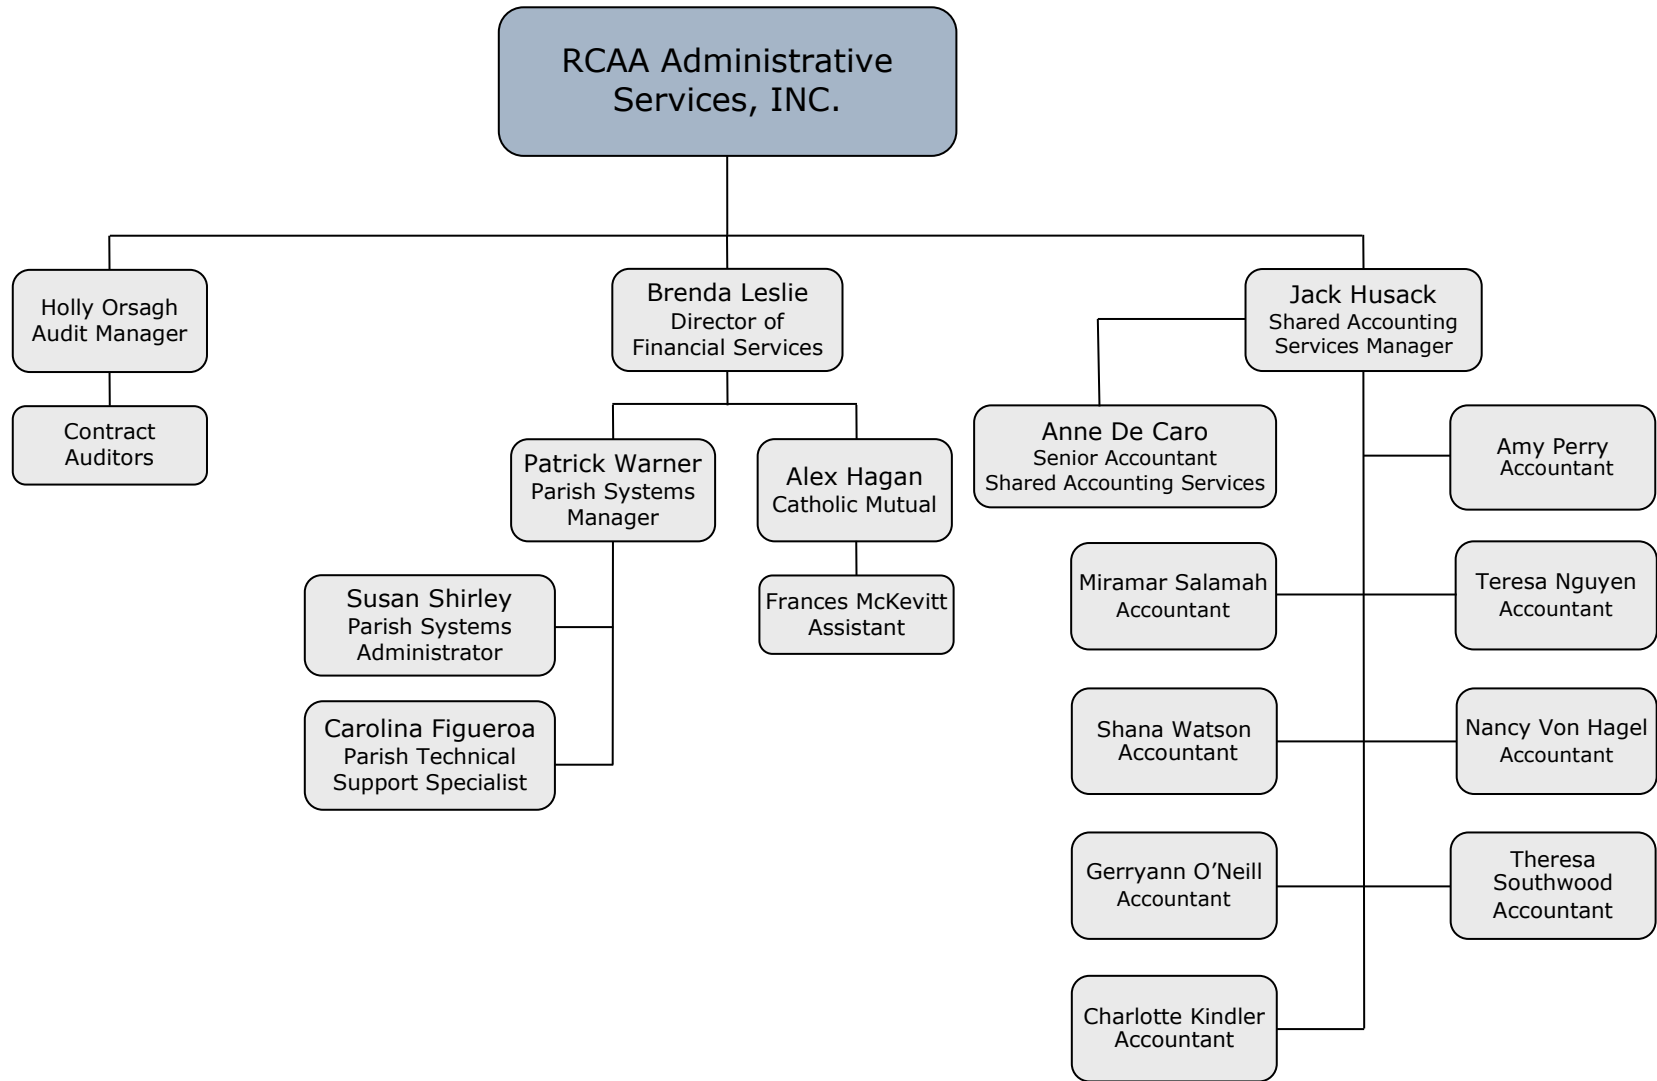 RCAA Administrative
Services, INC.
Holly Orsagh
Audit Manager
Contract
Auditors
Brenda Leslie
Director of
Financial Services
Patrick Warner
Parish Systems
Manager
Susan Shirley
Parish Systems
Administrator
Carolina Figueroa
Parish Technical
Support Specialist
Alex Hagan
Catholic Mutual
Frances McKevitt
Assistant
Jack Husack
Shared Accounting
Services Manager
Anne De Caro
Senior Accountant
Shared Accounting Services
Amy Perry
Accountant
Miramar Salamah
Accountant
Teresa Nguyen
Accountant
Shana Watson
Accountant
Nancy Von Hagel
Accountant
Gerryann O’Neill
Accountant
Theresa
Southwood
Accountant
Charlotte Kindler
Accountant